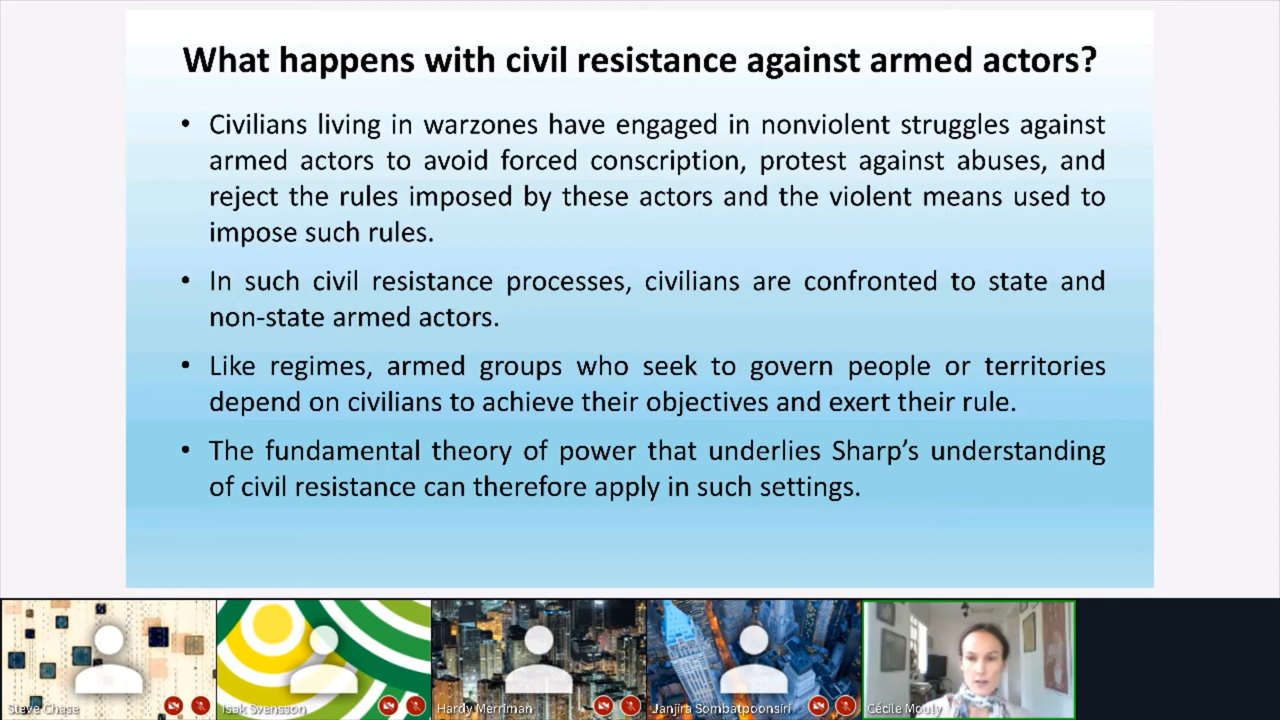 What happens with civil resistance against armed actors?
• Civilians living in warzones have engaged in nonviolent struggles against
armed actors to avoid forced conscription, protest against abuses, and
reject the rules imposed by these actors and the violent means used to
impose such rules.
• In such civil resistance processes, civilians are confronted to state and
non-state armed actors.
• Like regimes, armed groups who seek to govern people or territories
depend on civilians to achieve their objectives and exert their rule.
• The fundamental theory of power that underlies Sharp's understanding
of civil resistance can therefore apply in such settings.
Steve Chase
Isak Svensson
Hardy Merriman
Janjira Sombatpoonsiri
Cécile Mouly